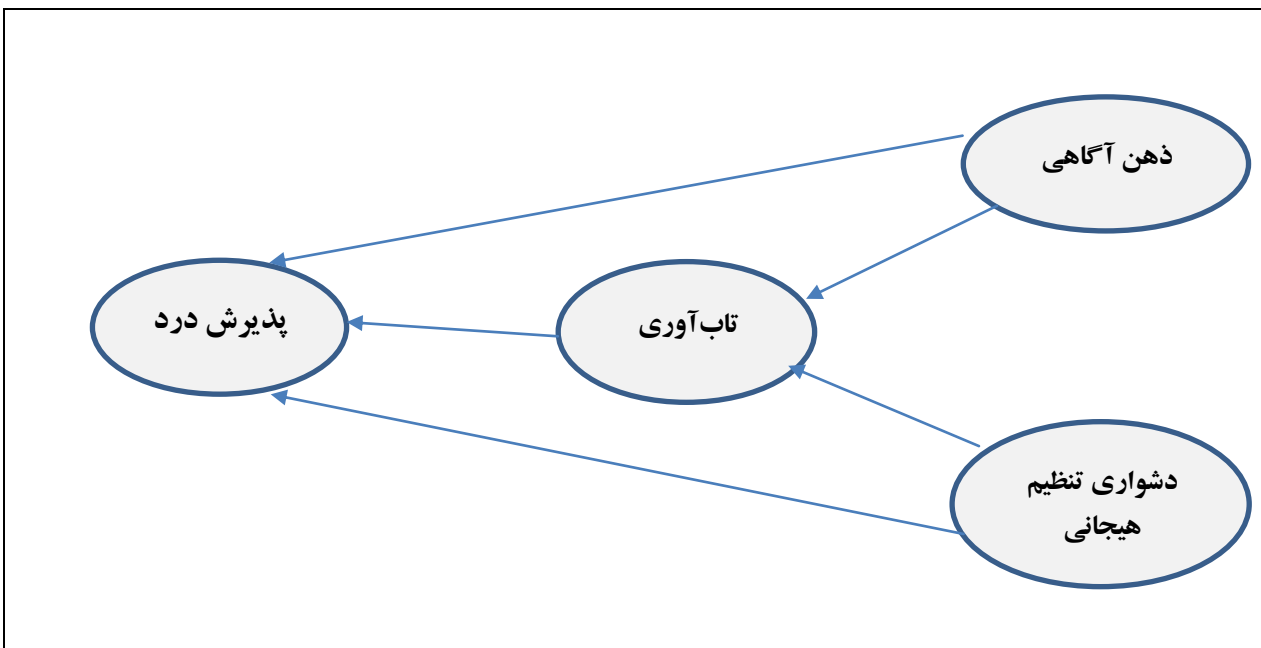 ذهن آگاهی
تاب‌آوری
پذیرش درد
دشواری تنظیم
هیجانی